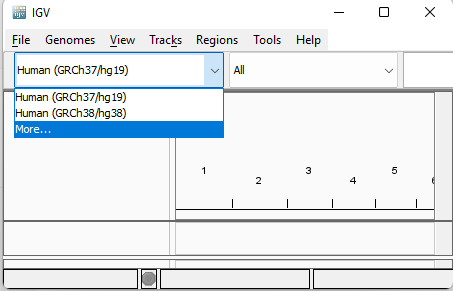 IGV
File Genomes View Tracks Regions Tools Help
Human (GRCh37/hg19) All
Human (GRCh37/hg19)
Human (GRCh38/hg38)
More...
1 2 3 4 5